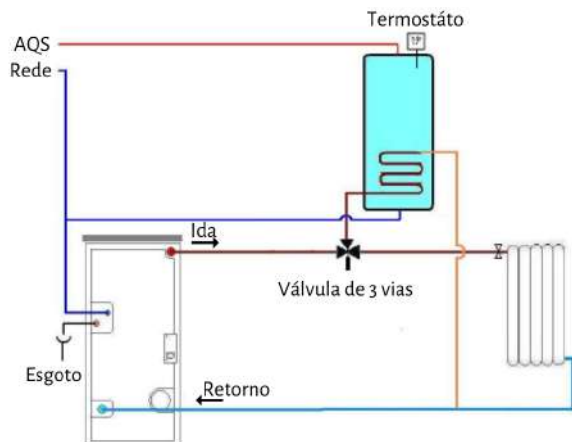 Termostáto
AQS
Rede
Ida
Válvula de 3 vias
Esgoto
Retorno